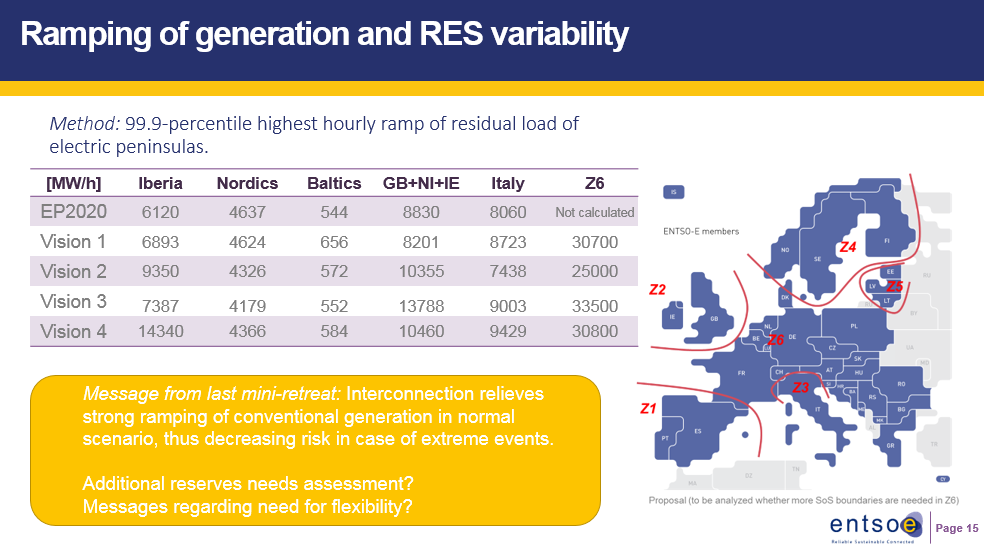 Ramping of generation and RES variability
Method: 99.9-percentile highest hourly ramp of residual load of
electric peninsulas.
[MW/h] Iberia Nordics Baltics GB+NI+IE Italy Z6
EP2020 6120 4637 544 8830 8060 Not calculated
Vision 1 6893 4624 656 8201 8723 30700
Vision 2 9350 4326 572 10355 7438 25000
Vision 3 7387 4179 552 13788 9003 33500
Vision 4 14340 4366 584 10460 9429 30800
Message from last mini-retreat: Interconnection relieves
strong ramping of conventional generation in normal
scenario, thus decreasing risk in case of extreme events.
Additional reserves needs assessment?
Messages regarding need for flexibility?
IS
ENTSO-E members
NO
SE
FI
Z4
RU
EE
LV
Z5
LT
BY
Z2
DK
IE
GB
NL
Z6
BE
DE
PL
CZ
SK
FR
CH
AT
HU
Z3
SI
RO
RS
BG
IT
Z1
PT
ES
GR
TR
MA
DZ
TN
CY
Proposal (to be analyzed whether more SoS boundaries are needed in Z6)
entsoe
Reliable Sustainable Connected
Page 15